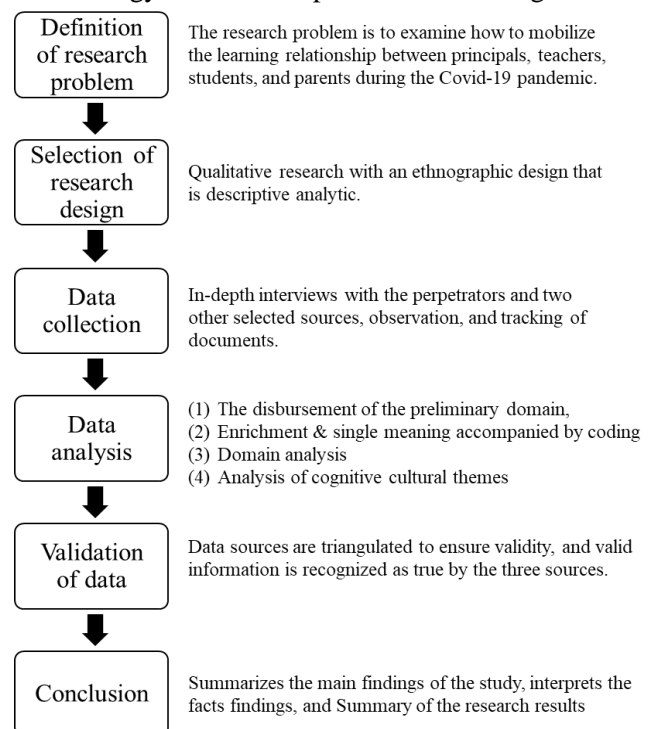 Definition
of research
problem
The research problem is to examine how to mobilize
the learning relationship between principals, teachers,
students, and parents during the Covid-19 pandemic.
Selection of
research
design
Qualitative research with an ethnographic design that
is descriptive analytic.
Data
collection
In-depth interviews with the perpetrators and two
other selected sources, observation, and tracking of
documents.
Data
analysis
(1) The disbursement of the preliminary domain,
(2) Enrichment & single meaning accompanied by coding
(3) Domain analysis
(4) Analysis of cognitive cultural themes
Validation
of data
Data sources are triangulated to ensure validity, and valid
information is recognized as true by the three sources.
Conclusion
Summarizes the main findings of the study, interprets the
facts findings, and Summary of the research results